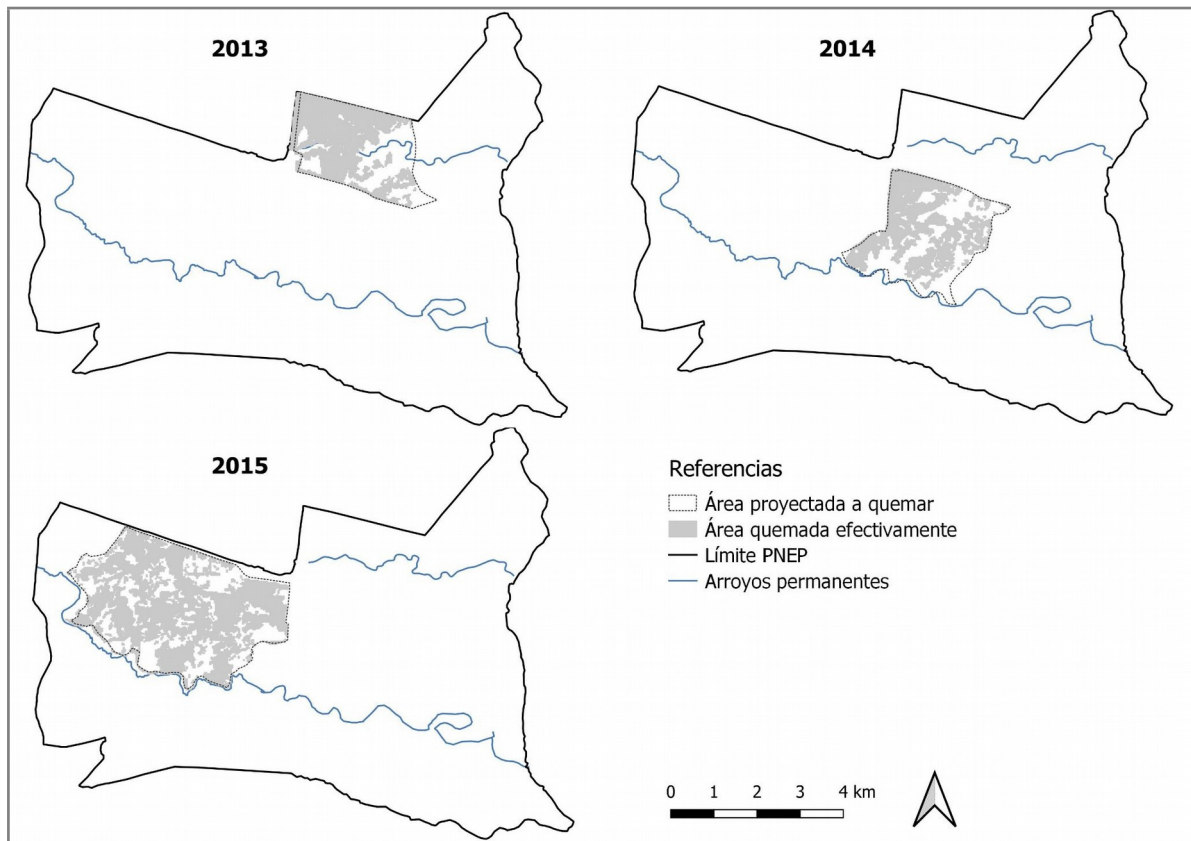 2013
2014
2015
Referencias
Área proyectada a quemar
Área quemada efectivamente
Límite PNEP
Arroyos permanentes
0 1 2 3 4 km